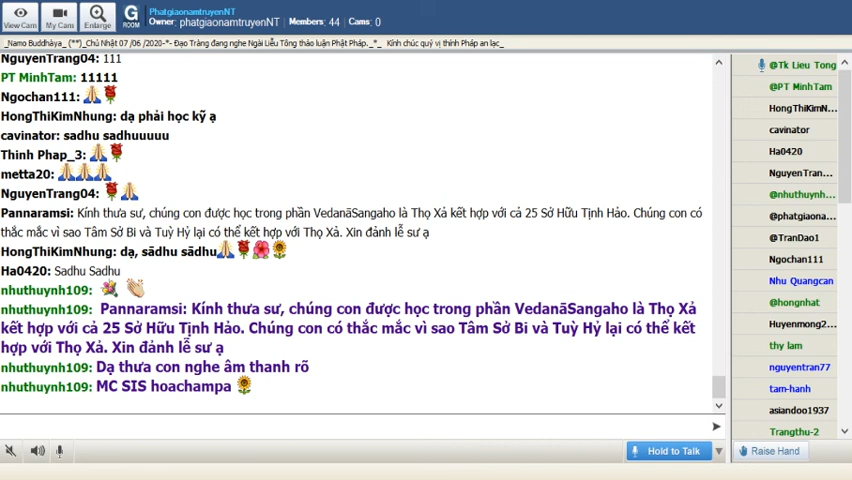 View Cam
My Cam
Enlarge
G
ROOM
PhatgiaonamtruyenNT
Owner: phatgiaonamtruyenNT Members: 44 Cams: 0
_Namo Buddhàya_ (**)_Chủ Nhật 07 /06 /2020-*- Đạo Tràng đang nghe Ngài Liễu Tông thảo luận Phật Pháp._*_ Kính chúc quý vị thính Pháp an lạc_
NguyenTrang04: 111
PT MinhTam: 11111
Ngochan111:
HongThiKimNhung: dạ phải học kỹ ạ
cavinator: sadhu sadhuuuuu
Thinh Phap_3:
metta20:
NguyenTrang04:
Pannaramsi: Kính thưa sư, chúng con được học trong phần VedanāSangaho là Thọ Xả kết hợp với cả 25 Sở Hữu Tịnh Hảo. Chúng con có
thắc mắc vì sao Tâm Sở Bi và Tuỳ Hỷ lại có thể kết hợp với Thọ Xả. Xin đảnh lễ sư ạ
HongThiKimNhung: dạ, sādhu sādhu
Ha0420: Sadhu Sadhu
nhuthuynh109:
nhuthuynh109: Pannaramsi: Kính thưa sư, chúng con được học trong phần VedanāSangaho là Thọ Xả
kết hợp với cả 25 Sở Hữu Tịnh Hảo. Chúng con có thắc mắc vì sao Tâm Sở Bi và Tuỳ Hỷ lại có thể kết
hợp với Thọ Xả. Xin đảnh lễ sư ạ
nhuthuynh109: Dạ thưa con nghe âm thanh rõ
nhuthuynh109: MC SIS hoachampa
Hold to Talk
@Tk Lieu Tong
@PT MinhTam
HongThiKimN...
cavinator
Ha0420
NguyenTran...
@nhuthuynh...
@phatgiaona...
@TranDao1
Ngochan111
Nhu Quangcan
@hongnhat
Huyenmong2...
thy lam
nguyentran77
tam-hanh
asiandoo1937
Trangthu-2
Raise Hand